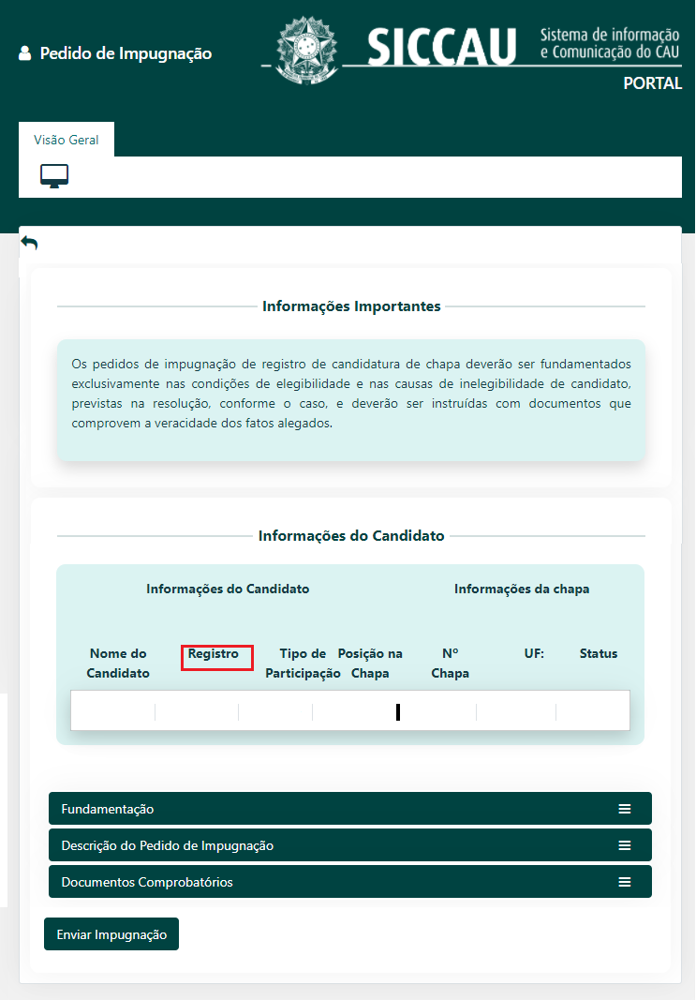 Pedido de Impugnação
SICCAU
Sistema de informação
e Comunicação do CAU
PORTAL
Visão Geral
Informações Importantes
Os pedidos de impugnação de registro de candidatura de chapa deverão ser fundamentados
exclusivamente nas condições de elegibilidade e nas causas de inelegibilidade de candidato,
previstas na resolução, conforme o caso, e deverão ser instruídas com documentos que
comprovem a veracidade dos fatos alegados.
Informações do Candidato
Informações do Candidato
Informações da chapa
Nome do
Candidato
Registro
Tipo de
Participação
Posição na
Chapa
Nº
Chapa
UF:
Status
Fundamentação
Descrição do Pedido de Impugnação
Documentos Comprobatórios
Enviar Impugnação